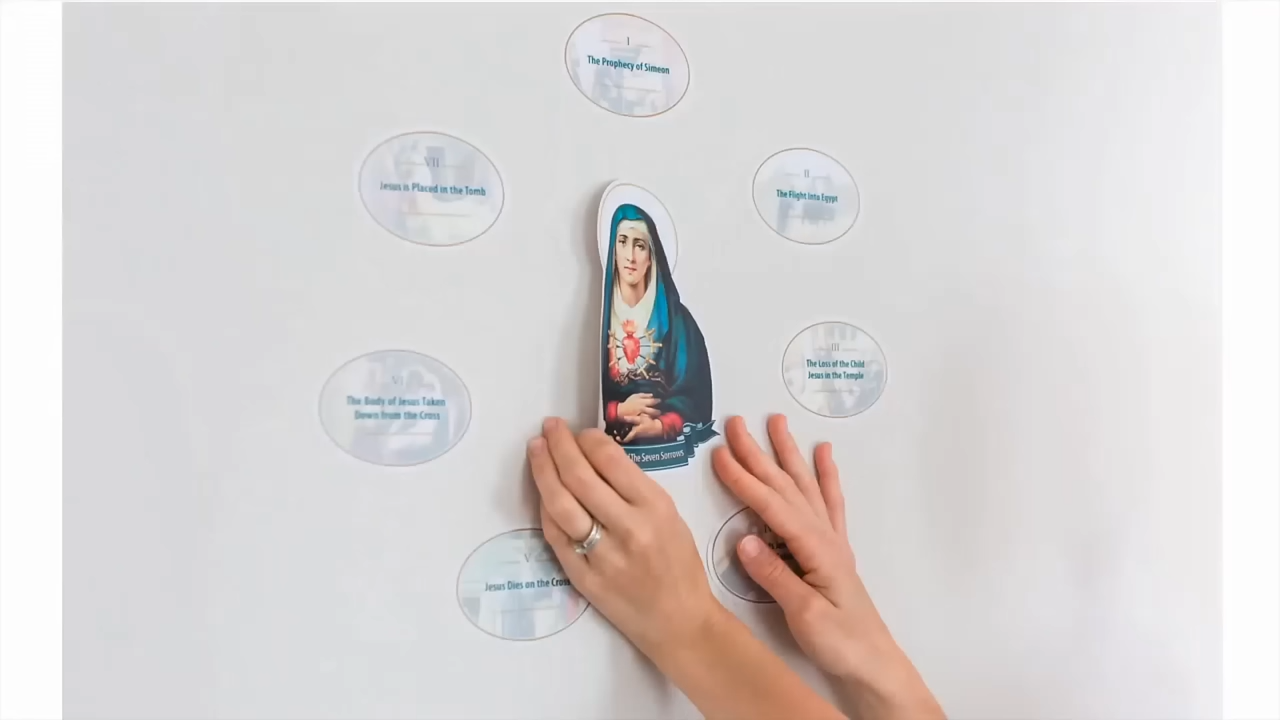 I
The Prophecy of Simeon
II
The Flight Into Egypt
III
The Loss of the Child
Jesus in the Temple
V
Jesus Dies on the Cross
VI
The Body of Jesus Taken
Down from the Cross
VII
Jesus is Placed in the Tomb
The Seven Sorrows